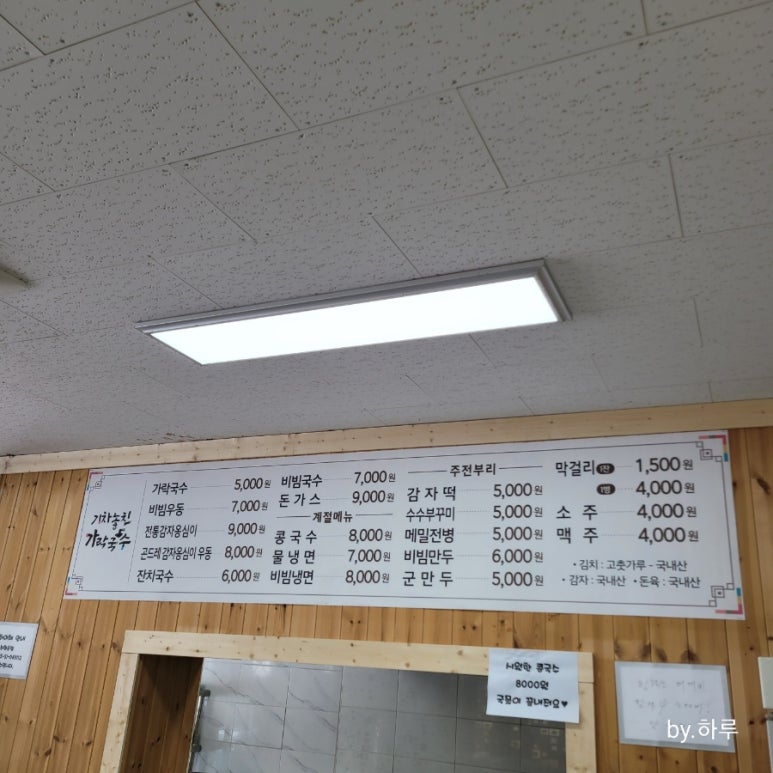 기차놓친
가락국수
가락국수 5,000원
비빔우동 7,000원
전통감자옹심이 9,000원
곤드레 감자옹심이 우동 8,000원
잔치국수 6,000원
비빔국수 7,000원
돈가스 9,000원
계절메뉴
콩국수 8,000원
물냉면 7,000원
비빔냉면 8,000원
주전부리
감자떡 5,000원
수수부꾸미 5,000원
메밀전병 5,000원
비빔만두 6,000원
군만두 5,000원
막걸리 1잔 1,500원
1병 4,000원
소주 4,000원
맥주 4,000원
• 김치 : 고춧가루 - 국내산
• 감자 : 국내산 • 돈육 : 국내산
시원한 콩국수
8000원
국물이 끝내줘요♥
by.하루